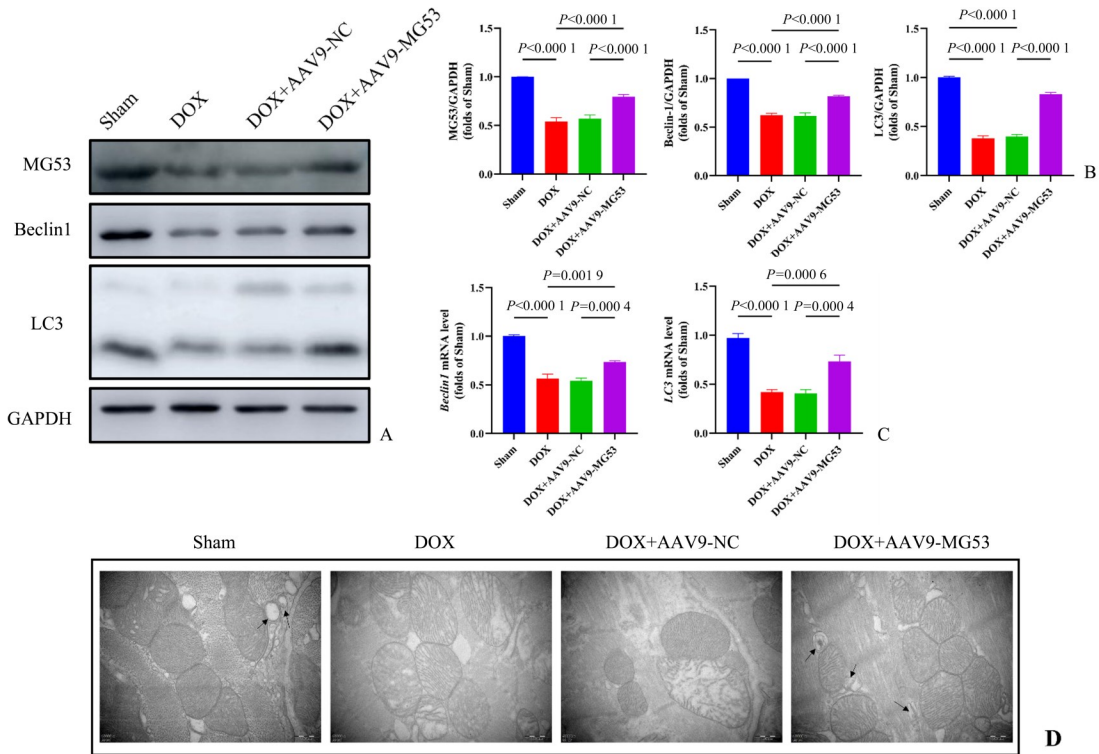 Sham
DOX
DOX+AAV9-NC
DOX+AAV9-MG53
MG53
Beclin1
LC3
GAPDH
A
P<0.000 1
P<0.000 1 P<0.000 1
MG53/GAPDH
(folds of Sham)
1.5
1.0
0.5
0.0
Sham
DOX
DOX+AAV9-NC
DOX+AAV9-MG53
P<0.000 1
P<0.000 1 P<0.000 1
Beclin-1/GAPDH
(folds of Sham)
1.5
1.0
0.5
0.0
Sham
DOX
DOX+AAV9-NC
DOX+AAV9-MG53
P<0.000 1
P<0.000 1 P<0.000 1
LC3/GAPDH
(folds of Sham)
1.5
1.0
0.5
0.0
Sham
DOX
DOX+AAV9-NC
DOX+AAV9-MG53
B
P=0.001 9
P<0.000 1 P=0.000 4
Beclin1 mRNA level
(folds of Sham)
1.5
1.0
0.5
0.0
Sham
DOX
DOX+AAV9-NC
DOX+AAV9-MG53
P=0.000 6
P<0.000 1 P=0.000 4
LC3 mRNA level
(folds of Sham)
1.5
1.0
0.5
0.0
Sham
DOX
DOX+AAV9-NC
DOX+AAV9-MG53
C
Sham
DOX
DOX+AAV9-NC
DOX+AAV9-MG53
D